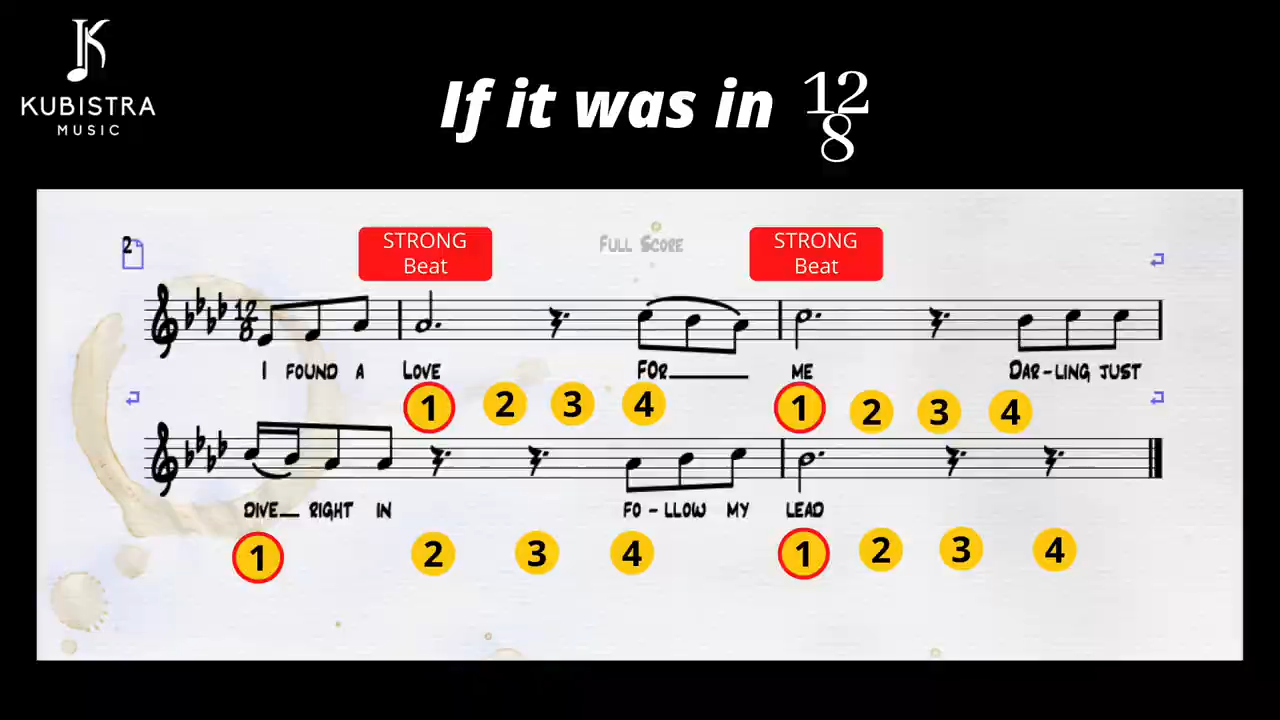 KUBISTRA
MUSIC
If it was in 12
8
STRONG
Beat
STRONG
Beat
2
Full Score
12
8
I FOUND A LOVE FOR____ ME DAR-LING JUST
1 2 3 4 1 2 3 4
DIVE__ RIGHT IN FO-LLOW MY LEAD
1 2 3 4 1 2 3 4